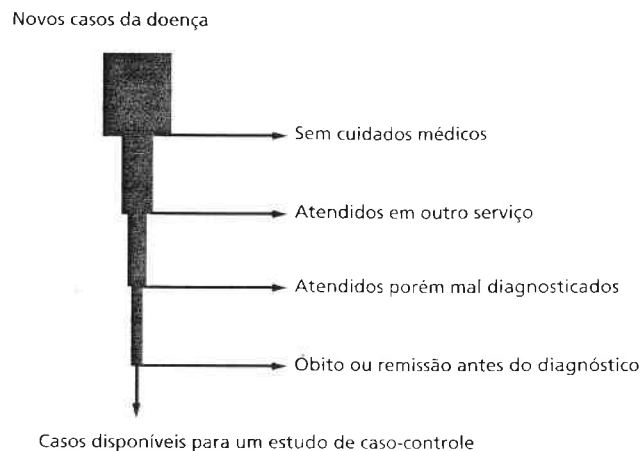 Novos casos da doença
Sem cuidados médicos
Atendidos em outro serviço
Atendidos porém mal diagnosticados
Óbito ou remissão antes do diagnóstico
Casos disponíveis para um estudo de caso-controle